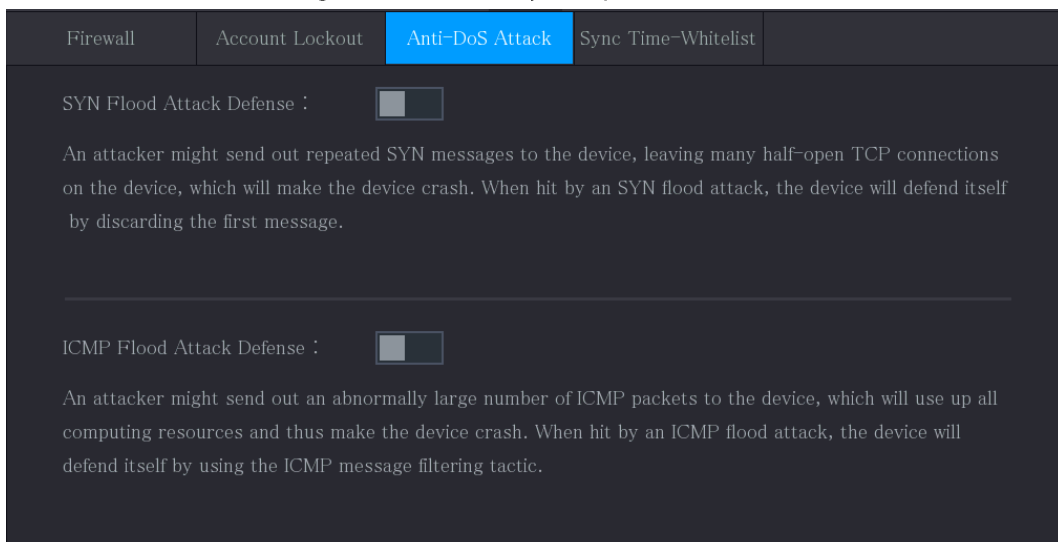 Firewall Account Lockout Anti-DoS Attack Sync Time-Whitelist
SYN Flood Attack Defense :
An attacker might send out repeated SYN messages to the device, leaving many half-open TCP connections
on the device, which will make the device crash. When hit by an SYN flood attack, the device will defend itself
by discarding the first message.
ICMP Flood Attack Defense :
An attacker might send out an abnormally large number of ICMP packets to the device, which will use up all
computing resources and thus make the device crash. When hit by an ICMP flood attack, the device will
defend itself by using the ICMP message filtering tactic.